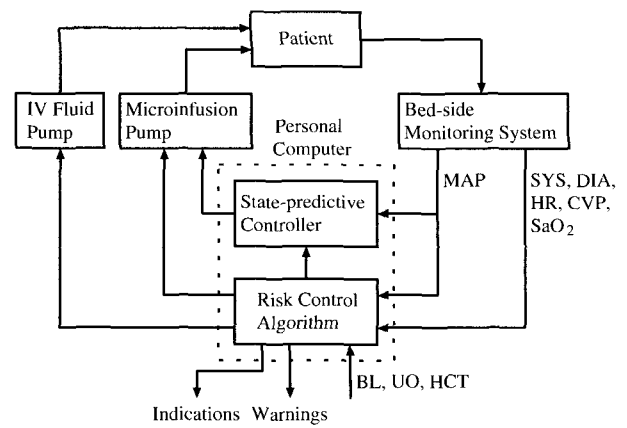 Patient
IV Fluid
Pump
Microinfusion
Pump
Bed-side
Monitoring System
Personal
Computer
MAP
SYS, DIA,
HR, CVP,
SaO2
State-predictive
Controller
Risk Control
Algorithm
BL, UO, HCT
Indications Warnings